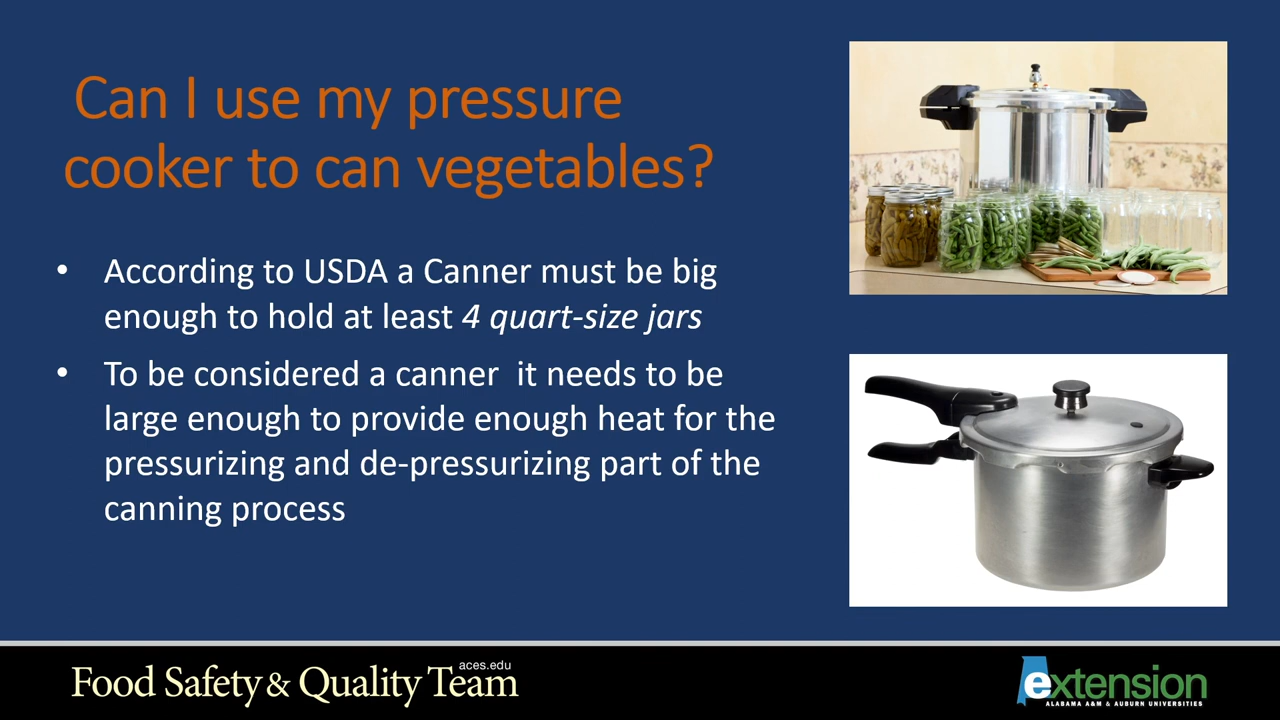 Can I use my pressure
cooker to can vegetables?
• According to USDA a Canner must be big
enough to hold at least 4 quart-size jars
• To be considered a canner  it needs to be
large enough to provide enough heat for the
pressurizing and de-pressurizing part of the
canning process
aces.edu
Food Safety & Quality Team
extension
ALABAMA A&M & AUBURN UNIVERSITIES